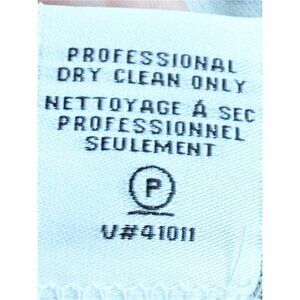 PROFESSIONAL
DRY CLEAN ONLY
NETTOYAGE À SEC
PROFESSIONNEL
SEULEMENT
P
V#41011